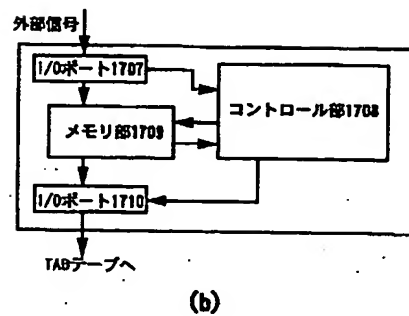 外部信号
I/Oポート1707
コントロール部1708
メモリ部1709
I/Oポート1710
TABテープへ
(b)